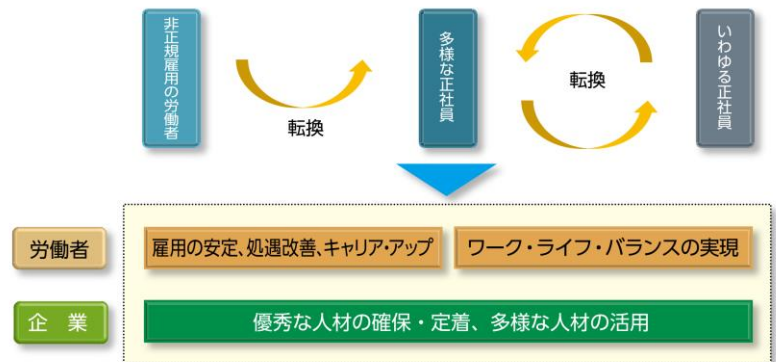 非正規雇用の労働者
転換
多様な正社員
転換
いわゆる正社員
労働者
雇用の安定、処遇改善、キャリア・アップ
ワーク・ライフ・バランスの実現
企　業
優秀な人材の確保・定着、多様な人材の活用